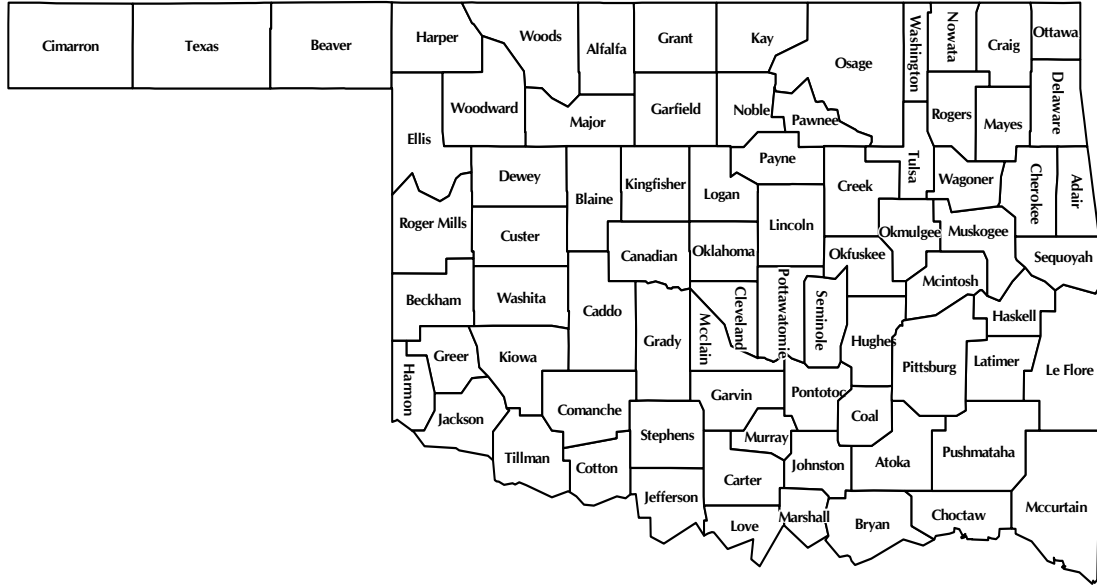 Cimarron
Texas
Beaver
Harper
Woods
Alfalfa
Grant
Kay
Osage
Washington
Nowata
Craig
Ottawa
Delaware
Ellis
Woodward
Major
Garfield
Noble
Pawnee
Rogers
Mayes
Dewey
Blaine
Kingfisher
Logan
Payne
Creek
Tulsa
Wagoner
Cherokee
Adair
Roger Mills
Custer
Canadian
Oklahoma
Lincoln
Okfuskee
Okmulgee
Muskogee
Sequoyah
Beckham
Washita
Caddo
Grady
Mcclain
Cleveland
Pottawatomie
Seminole
Hughes
Mcintosh
Haskell
Greer
Kiowa
Harmon
Jackson
Comanche
Garvin
Pontotoc
Coal
Pittsburg
Latimer
Le Flore
Tillman
Cotton
Stephens
Murray
Johnston
Atoka
Pushmataha
Jefferson
Carter
Love
Marshall
Bryan
Choctaw
Mccurtain